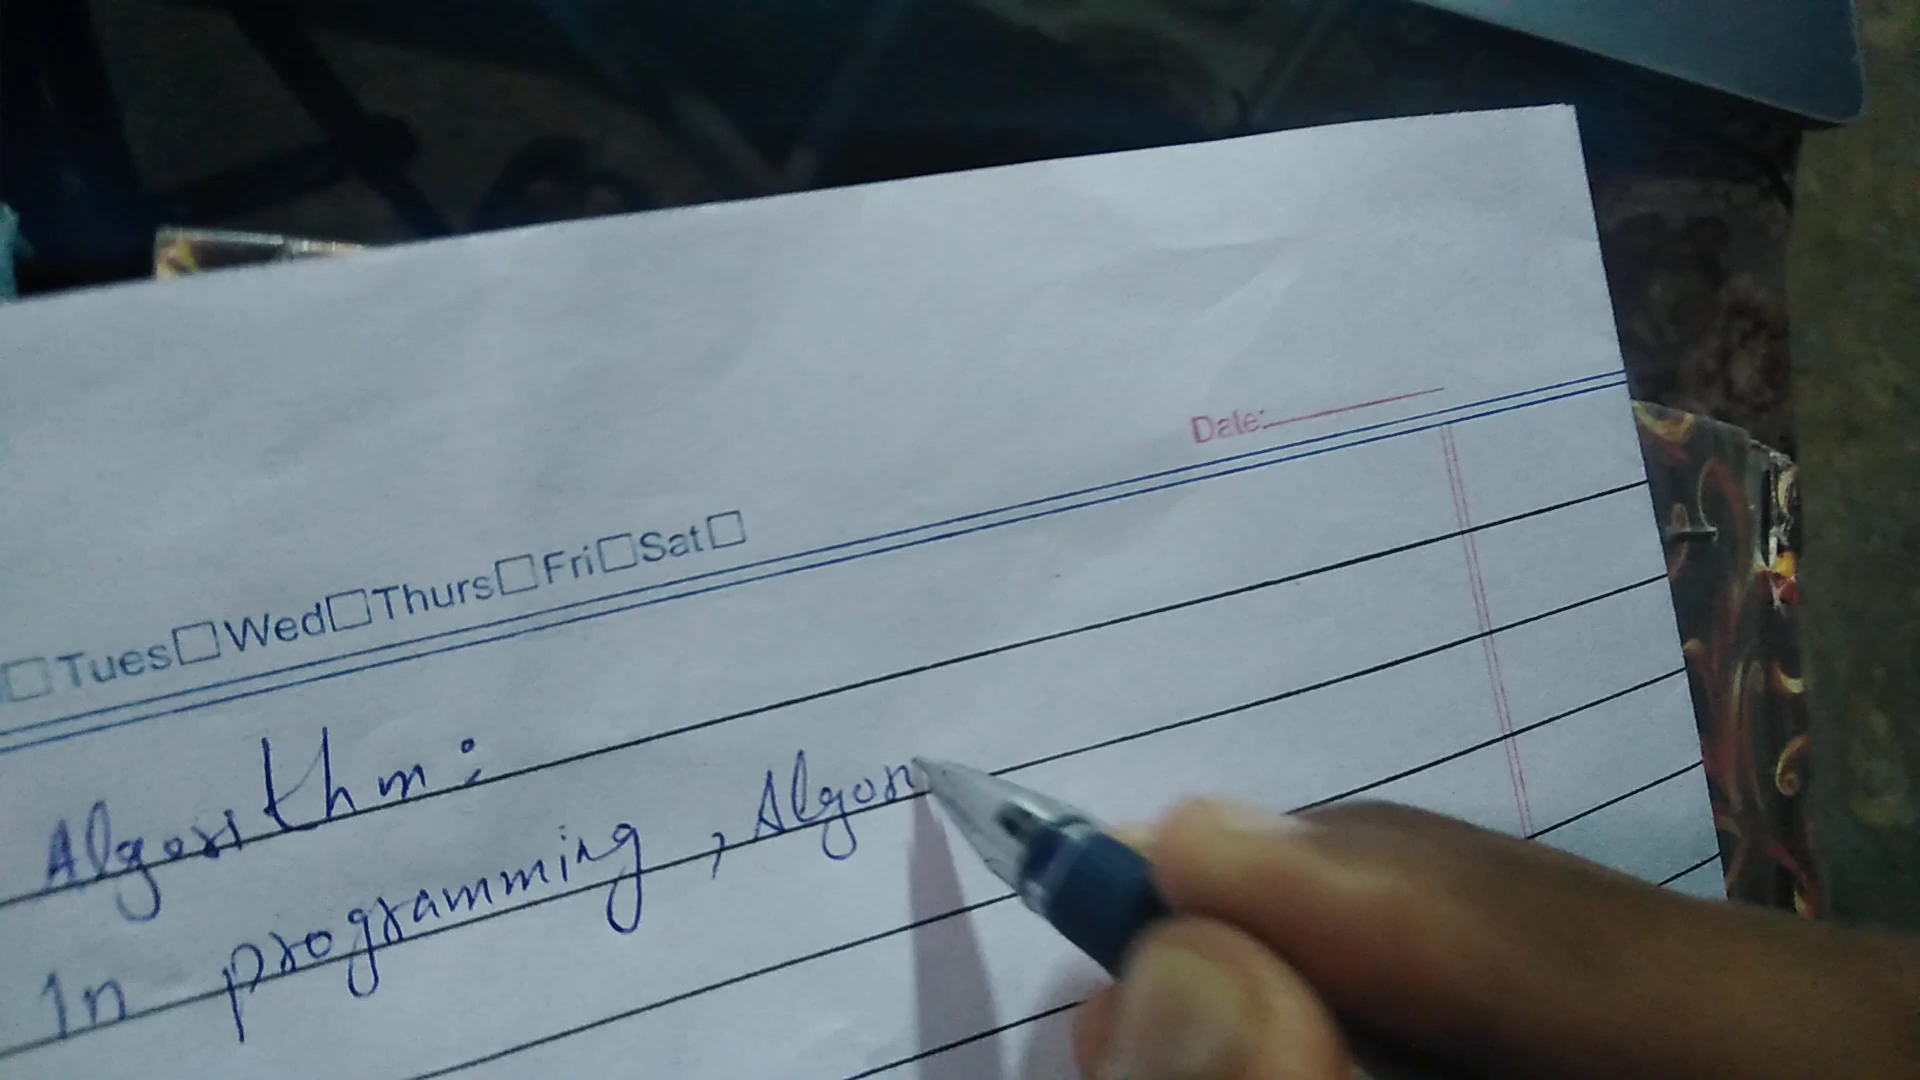 Date:
☐Tues☐Wed☐Thurs☐Fri☐Sat☐
Algorithm:
In programming, Algor